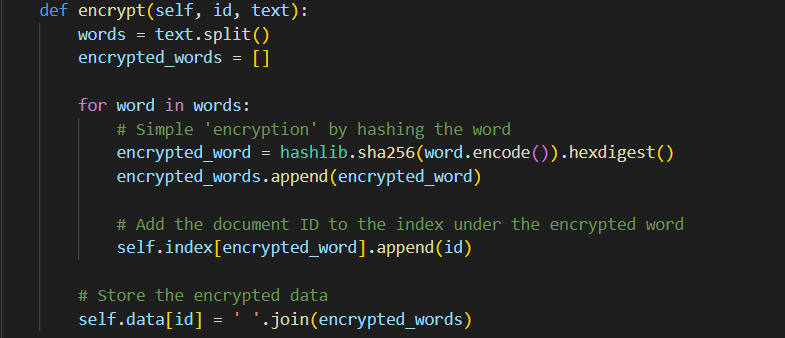 def encrypt(self, id, text):
    words = text.split()
    encrypted_words = []

    for word in words:
        # Simple 'encryption' by hashing the word
        encrypted_word = hashlib.sha256(word.encode()).hexdigest()
        encrypted_words.append(encrypted_word)

        # Add the document ID to the index under the encrypted word
        self.index[encrypted_word].append(id)

    # Store the encrypted data
    self.data[id] = ' '.join(encrypted_words)